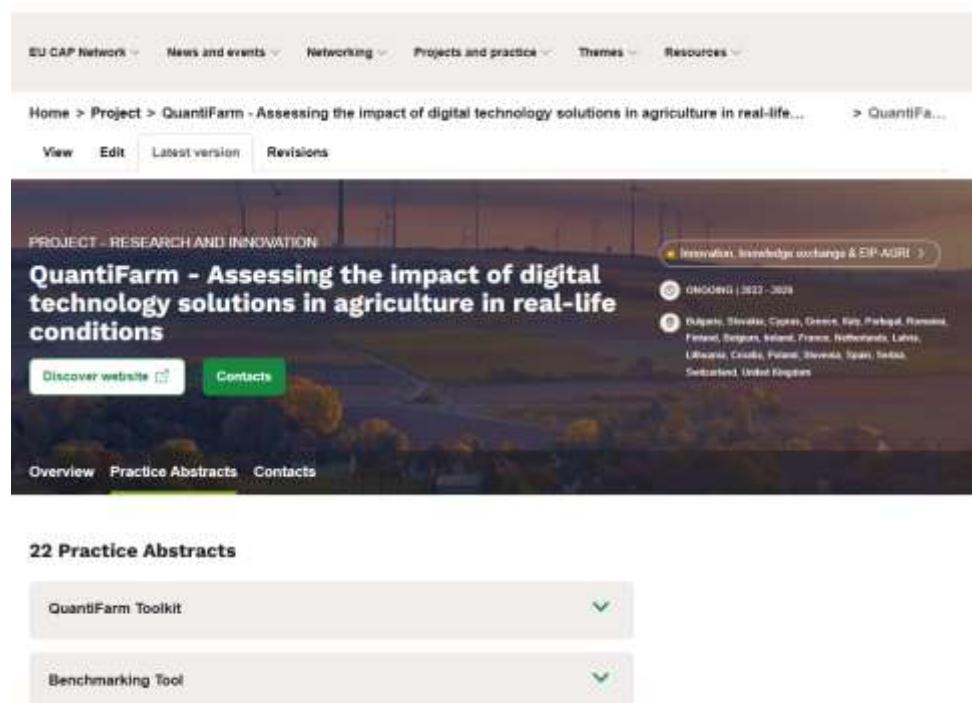 EU CAP Network News and events Networking Projects and practice Themes Resources
Home > Project > QuantiFarm - Assessing the impact of digital technology solutions in agriculture in real-life... > QuantiFa...
View Edit Latest version Revisions
PROJECT - RESEARCH AND INNOVATION
QuantiFarm - Assessing the impact of digital
technology solutions in agriculture in real-life
conditions
Discover website Contacts
Innovation, knowledge exchange & EIP-AGRI
ONGOING | 2022 - 2026
Bulgaria, Slovakia, Cyprus, Greece, Italy, Portugal, Romania,
Finland, Belgium, Ireland, France, Netherlands, Latvia,
Lithuania, Croatia, Poland, Slovenia, Spain, Serbia,
Switzerland, United Kingdom
Overview Practice Abstracts Contacts
22 Practice Abstracts
QuantiFarm Toolkit
Benchmarking Tool